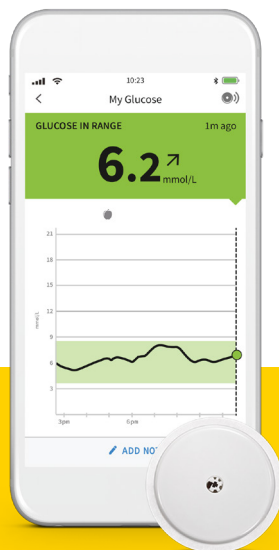 10:23
My Glucose
GLUCOSE IN RANGE 1m ago
6.2 mmol/L
21
18
15
mmol/L
12
9
6
3
3pm 6pm
ADD NO